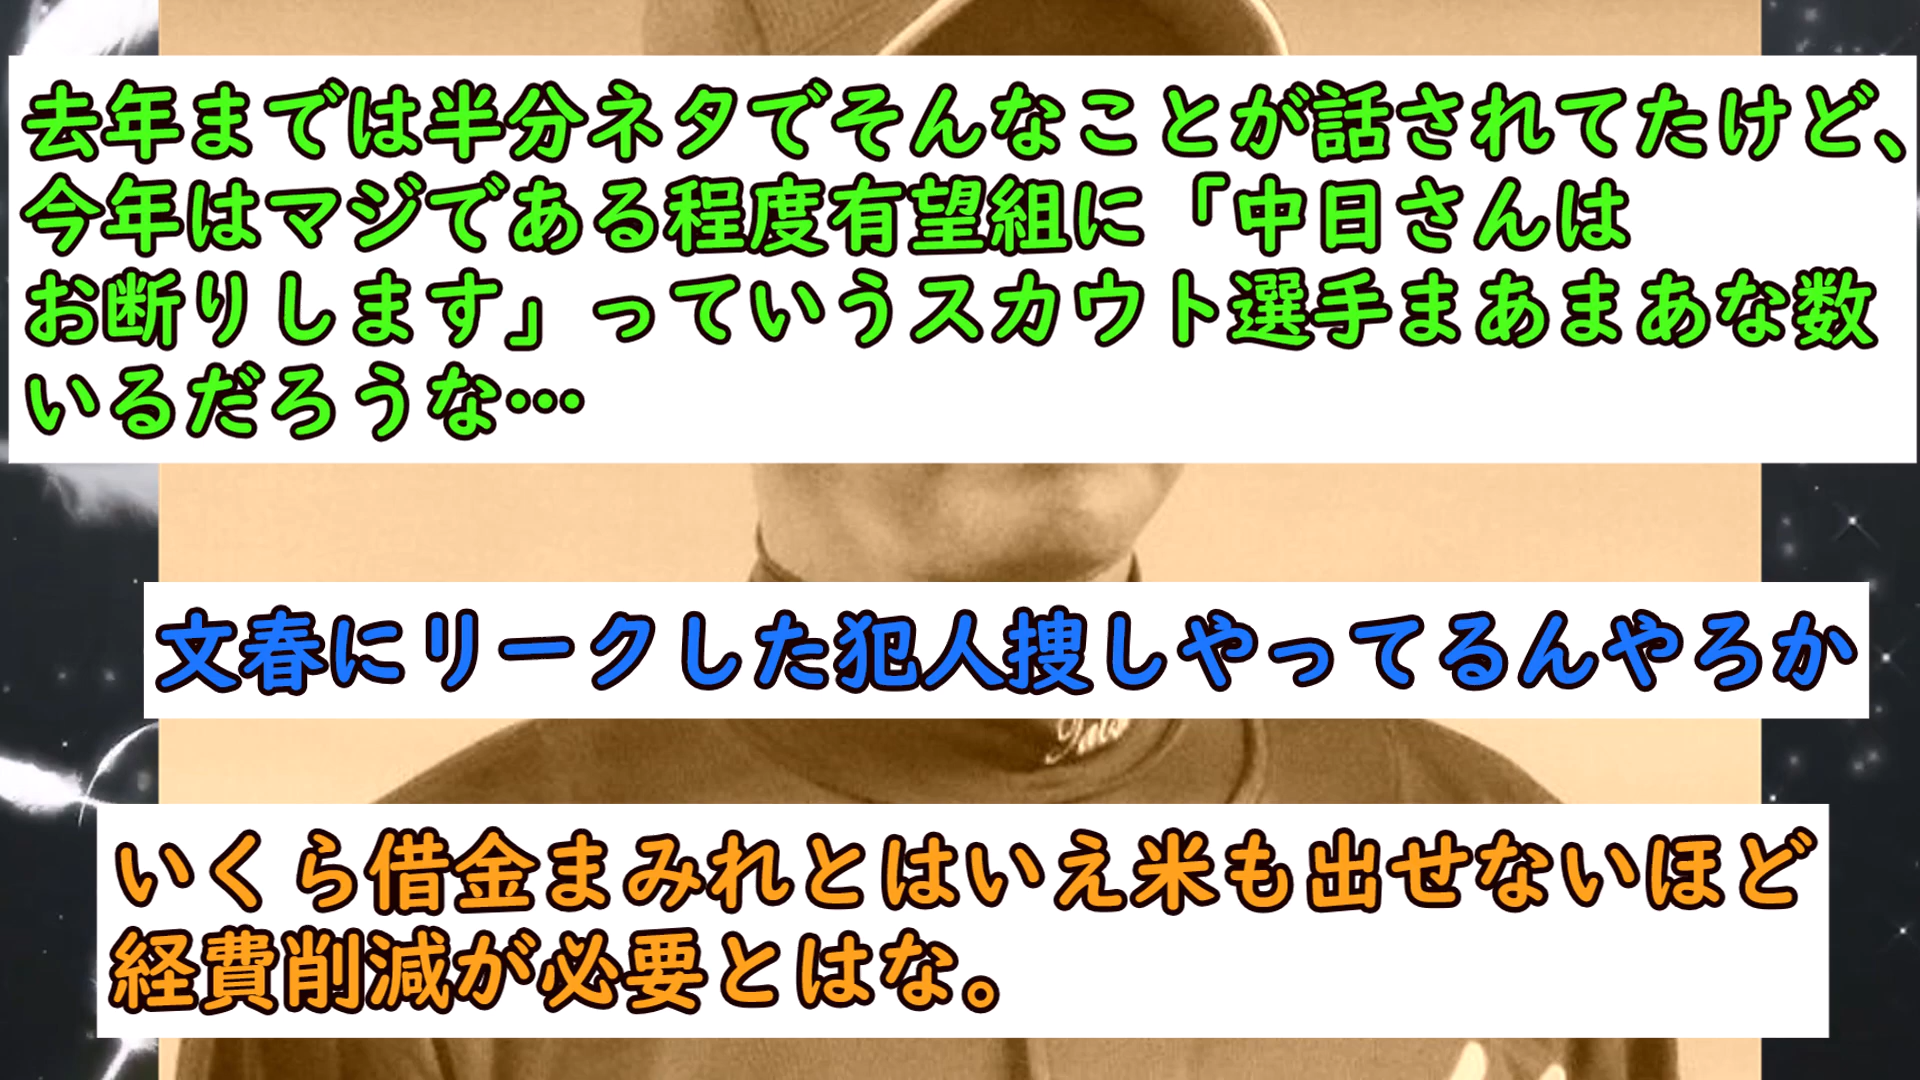 去年までは半分ネタでそんなことが話されてたけど、
今年はマジである程度有望組に「中日さんは
お断りします」っていうスカウト選手まあまあな数
いるだろうな…
文春にリークした犯人捜しやってるんやろか
いくら借金まみれとはいえ米も出せないほど
経費削減が必要とはな。